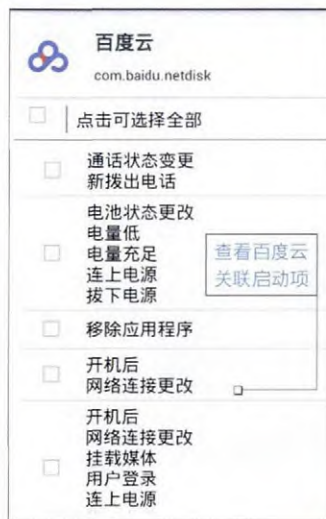 百度云
com.baidu.netdisk
点击可选择全部
通话状态变更
新拨出电话
电池状态更改
电量低
电量充足
连上电源
拔下电源
查看百度云
关联启动项
移除应用程序
开机后
网络连接更改
开机后
网络连接更改
挂载媒体
用户登录
连上电源